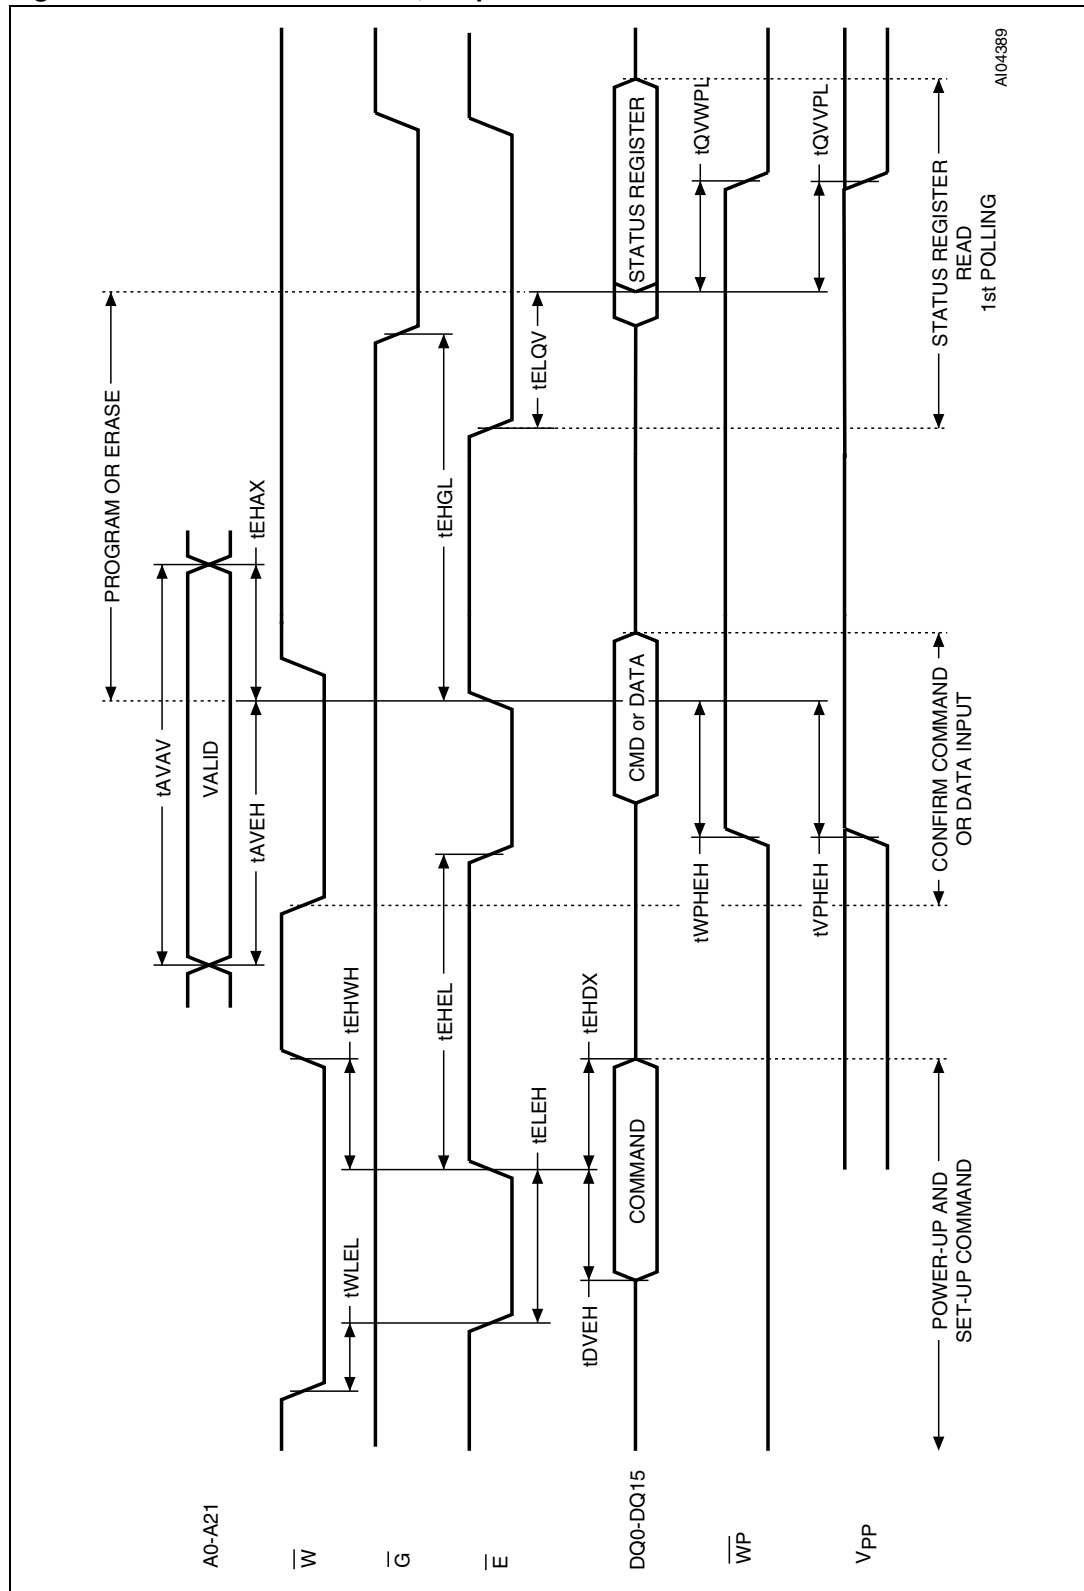 PROGRAM OR ERASE
tAVAV
A0-A21
VALID
tAVEH
tEHAX
W̅
tWLEL
tEHWH
G̅
tEHEL
tEHGL
E̅
tELEH
tELQV
tDVEH
tEHDX
DQ0-DQ15
COMMAND
CMD or DATA
STATUS REGISTER
tWPHEH
tQVWPL
W̅P̅
tVPHEH
tQVVPL
VPP
POWER-UP AND
SET-UP COMMAND
CONFIRM COMMAND
OR DATA INPUT
STATUS REGISTER
READ
1st POLLING
AI04389